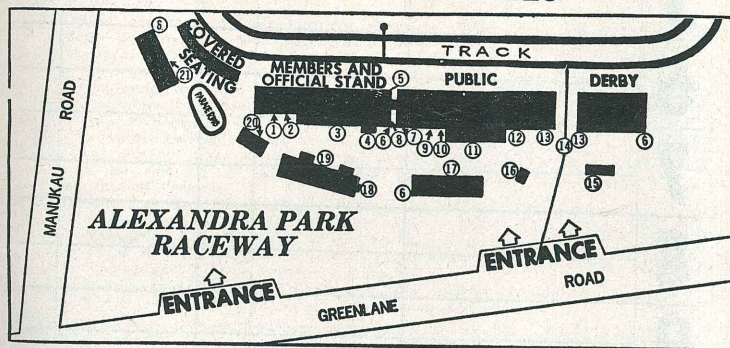 TRACK
COVERED
SEATING
PARADE RING
MEMBERS AND
OFFICIAL STAND
PUBLIC
DERBY
6
21
5
20
1 2 3 4 6 8 7 9 10 11 12 13 14 13 6
19
18
6
17
16
15
MANUKAU
ROAD
ALEXANDRA PARK
RACEWAY
ENTRANCE
ENTRANCE
GREENLANE
ROAD